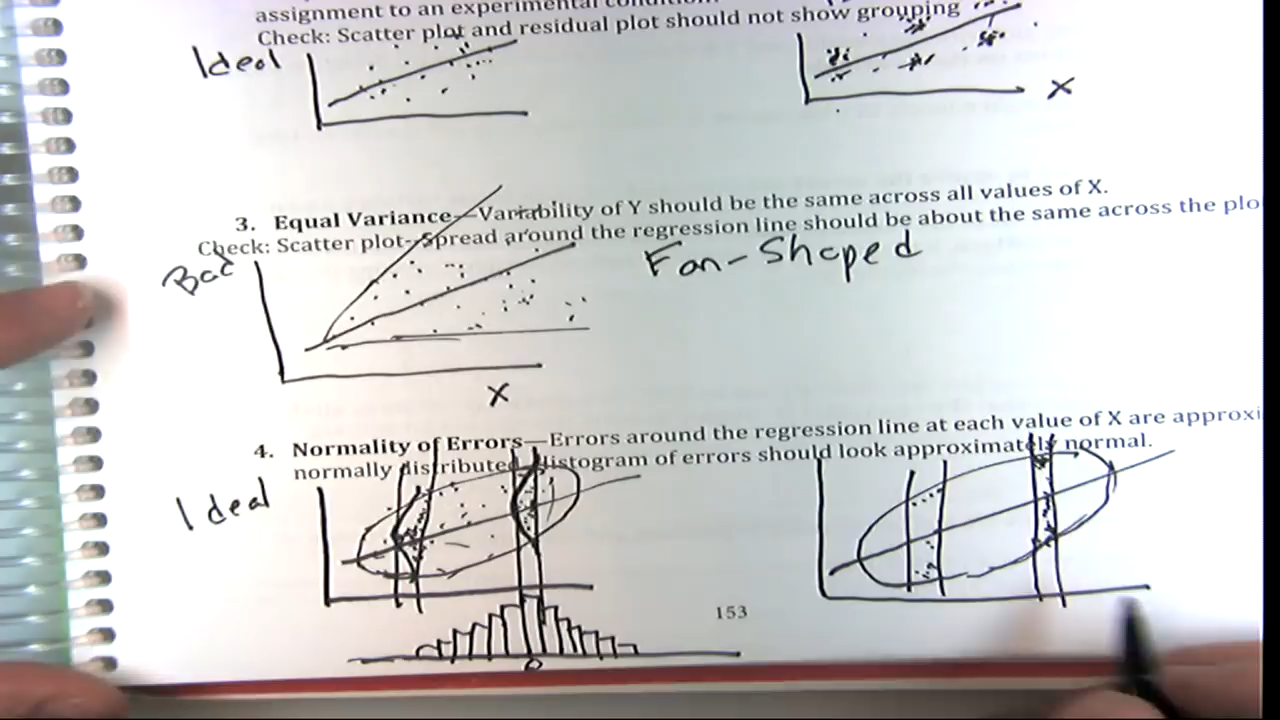 assignment to an experimental condition.
Check: Scatter plot and residual plot should not show grouping
Ideal
X
3. Equal Variance—Variability of Y should be the same across all values of X.
Check: Scatter plot--Spread around the regression line should be about the same across the plo
Bad
Fan-Shaped
X
4. Normality of Errors—Errors around the regression line at each value of X are approxi
normally distributed. Histogram of errors should look approximately normal.
Ideal
153
0